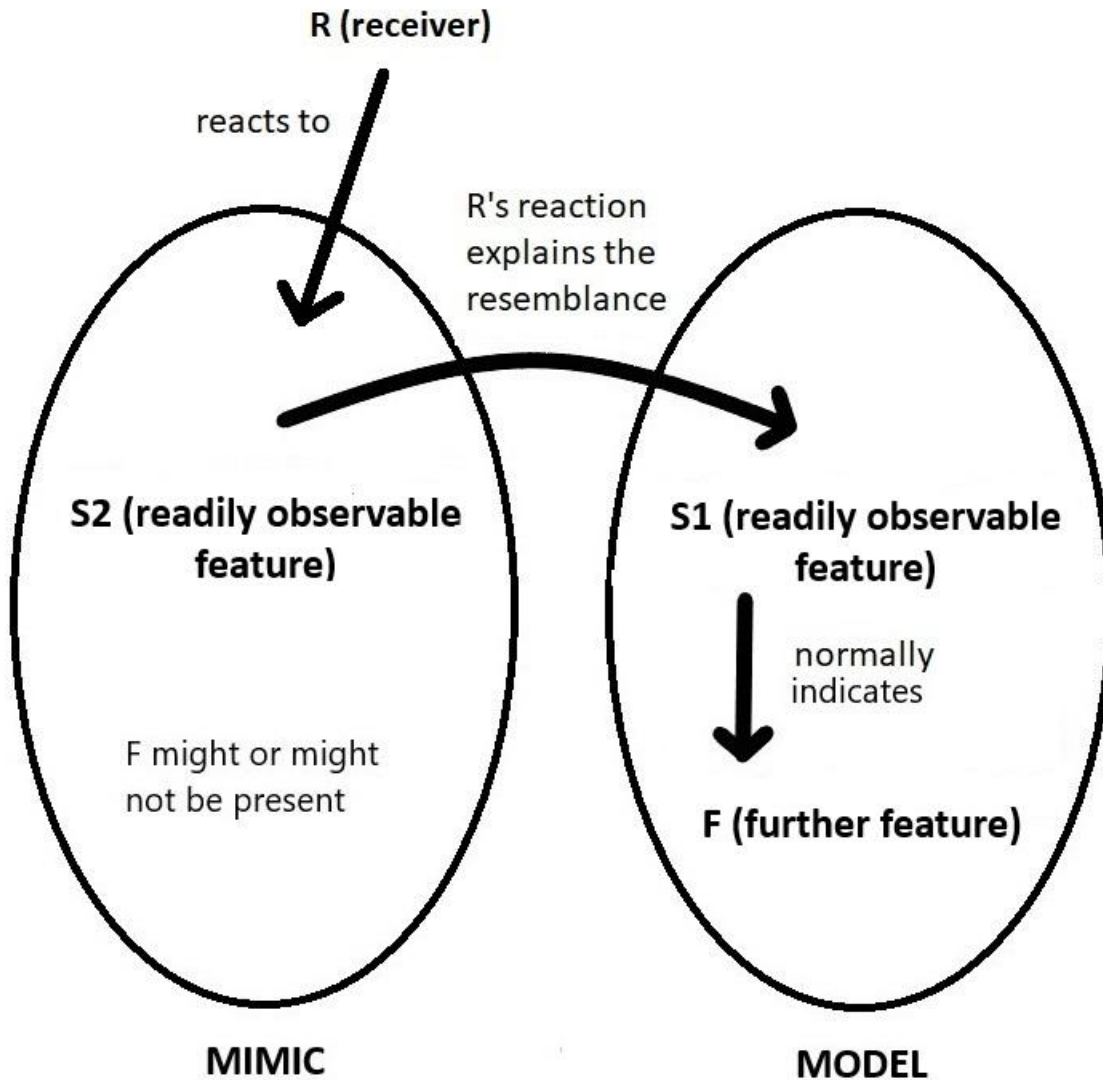 R (receiver)
reacts to
R's reaction
explains the
resemblance
S2 (readily observable
feature)
F might or might
not be present
MIMIC
S1 (readily observable
feature)
normally
indicates
F (further feature)
MODEL